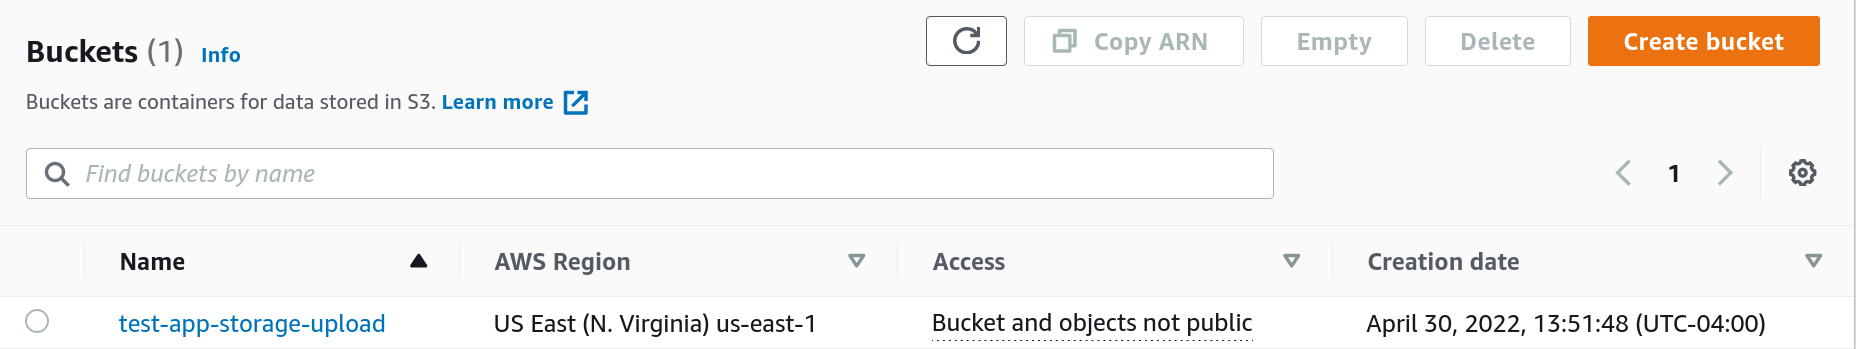 Buckets (1) Info
Copy ARN Empty Delete Create bucket
Buckets are containers for data stored in S3. Learn more
Find buckets by name
1
Name AWS Region Access Creation date
test-app-storage-upload US East (N. Virginia) us-east-1 Bucket and objects not public April 30, 2022, 13:51:48 (UTC-04:00)